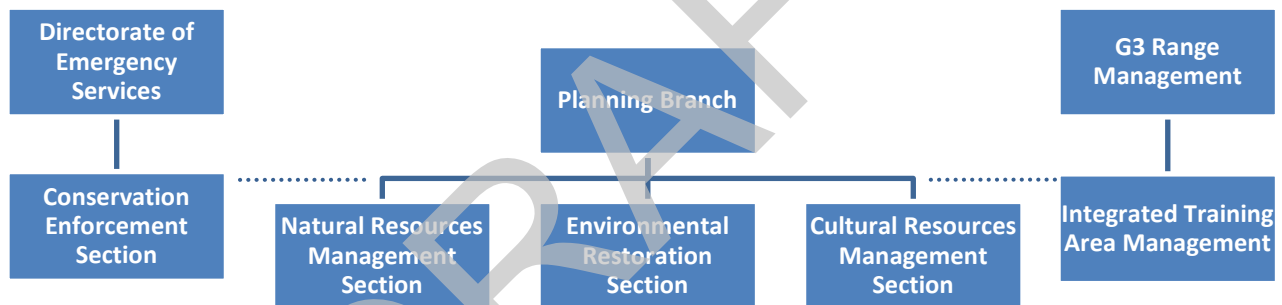 Directorate of
Emergency
Services
Planning Branch
G3 Range
Management
Conservation
Enforcement
Section
Natural Resources
Management
Section
Environmental
Restoration
Section
Cultural Resources
Management
Section
Integrated Training
Area Management